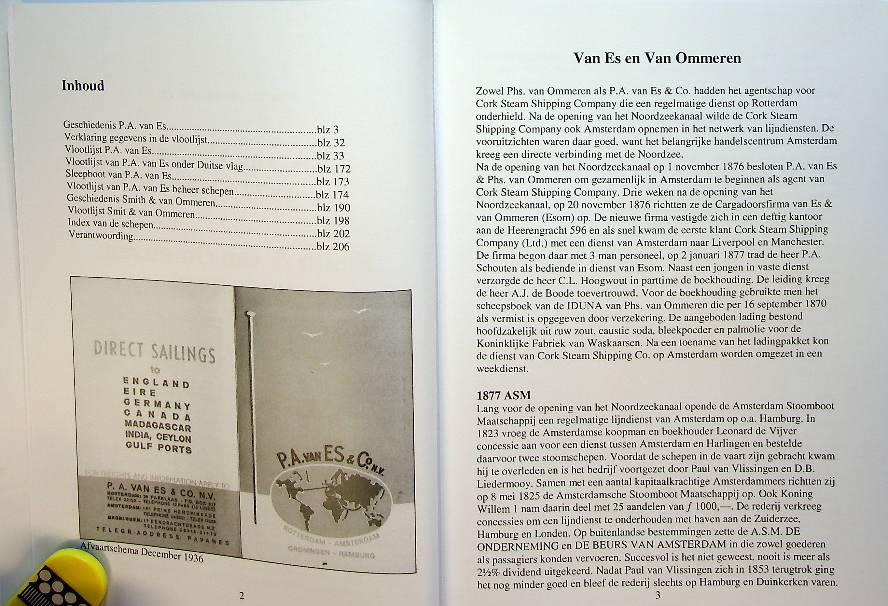 Inhoud
Geschiedenis P.A. van Es....................................................blz 3
Verklaring gegevens in de vlootlijst....................................blz 32
Vlootlijst P.A. van Es..........................................................blz 33
Vlootlijst van P.A. van Es onder Duitse vlag.......................blz 172
Sleepboot van P.A. van Es...................................................blz 173
Vlootlijst van P.A. van Es beheer schepen...........................blz 174
Geschiedenis Smith & van Ommeren..................................blz 190
Vlootlijst Smit & van Ommeren.........................................blz 198
Index van de schepen...........................................................blz 202
Verantwoording...................................................................blz 206
DIRECT SAILINGS
to
ENGLAND
EIRE
GERMANY
CANADA
MADAGASCAR
INDIA, CEYLON
GULF PORTS
FOR FREIGHTS AND INFORMATION APPLY TO
P. A. VAN ES & CO. N.V.
TELEGR.-ADDRESS PAVANES
P.A. VAN ES & Co. N.V.
ROTTERDAM - AMSTERDAM
GRONINGEN - HAMBURG
Afvaartschema December 1936
2
Van Es en Van Ommeren
Zowel Phs. van Ommeren als P.A. van Es & Co. hadden het agentschap voor
Cork Steam Shipping Company die een regelmatige dienst op Rotterdam
onderhield. Na de opening van het Noordzeekanaal wilde de Cork Steam
Shipping Company ook Amsterdam opnemen in het netwerk van lijndiensten. De
vooruitzichten waren daar goed, want het belangrijke handelscentrum Amsterdam
kreeg een directe verbinding met de Noordzee.
Na de opening van het Noordzeekanaal op 1 november 1876 besloten P.A. van Es
& Phs. van Ommeren om gezamenlijk in Amsterdam te beginnen als agent van
Cork Steam Shipping Company. Drie weken na de opening van het
Noordzeekanaal, op 20 november 1876 richtten ze de Cargadoorsfirma van Es &
van Ommeren (Esom) op. De nieuwe firma vestigde zich in een deftig kantoor
aan de Heerengracht 596 en als snel kwam de eerste klant Cork Steam Shipping
Company (Ltd.) met een dienst van Amsterdam naar Liverpool en Manchester.
De firma begon daar met 3 man personeel, op 2 januari 1877 trad de heer P.A.
Schouten als bediende in dienst van Esom. Naast een jongen in vaste dienst
verzorgde de heer C.L. Hoogwout in parttime de boekhouding. De leiding kreeg
de heer A.J. de Boode toevertrouwd. Voor de boekhouding gebruikte men het
scheepsboek van de IDUNA van Phs. van Ommeren die per 16 september 1870
als vermist is opgegeven door verzekering. De aangeboden lading bestond
hoofdzakelijk uit ruw zout, caustic soda, bleekpoeder en palmolie voor de
Koninklijke Fabriek van Waskaarsen. Na een toename van het ladingpakket kon
de dienst van Cork Steam Shipping Co. op Amsterdam worden omgezet in een
weekdienst.
1877 ASM
Lang voor de opening van het Noordzeekanaal opende de Amsterdam Stoomboot
Maatschappij een regelmatige lijndienst van Amsterdam op o.a. Hamburg. In
1823 vroeg de Amsterdamse koopman en boekhouder Leonard de Vijver
concessie aan voor een dienst tussen Amsterdam en Harlingen en bestelde
daarvoor twee stoomschepen. Voordat de schepen in de vaart zijn gebracht kwam
hij te overleden en is het bedrijf voortgezet door Paul van Vlissingen en D.B.
Liedermooy. Samen met een aantal kapitaalkrachtige Amsterdammers richtten zij
op 8 mei 1825 de Amsterdamsche Stoomboot Maatschappij op. Ook Koning
Willem 1 nam daarin deel met 25 aandelen van f 1000,—. De rederij verkreeg
concessies om een lijndienst te onderhouden met haven aan de Zuiderzee,
Hamburg en Londen. Op buitenlandse bestemmingen zette de A.S.M. DE
ONDERNEMING en DE BEURS VAN AMSTERDAM in die zowel goederen
als passagiers konden vervoeren. Succesvol is het niet geweest, nooit is meer als
2½% dividend uitgekeerd. Nadat Paul van Vlissingen zich in 1853 terugtrok ging
het nog minder goed en bleef de rederij slechts op Hamburg en Duinkerken varen.
3